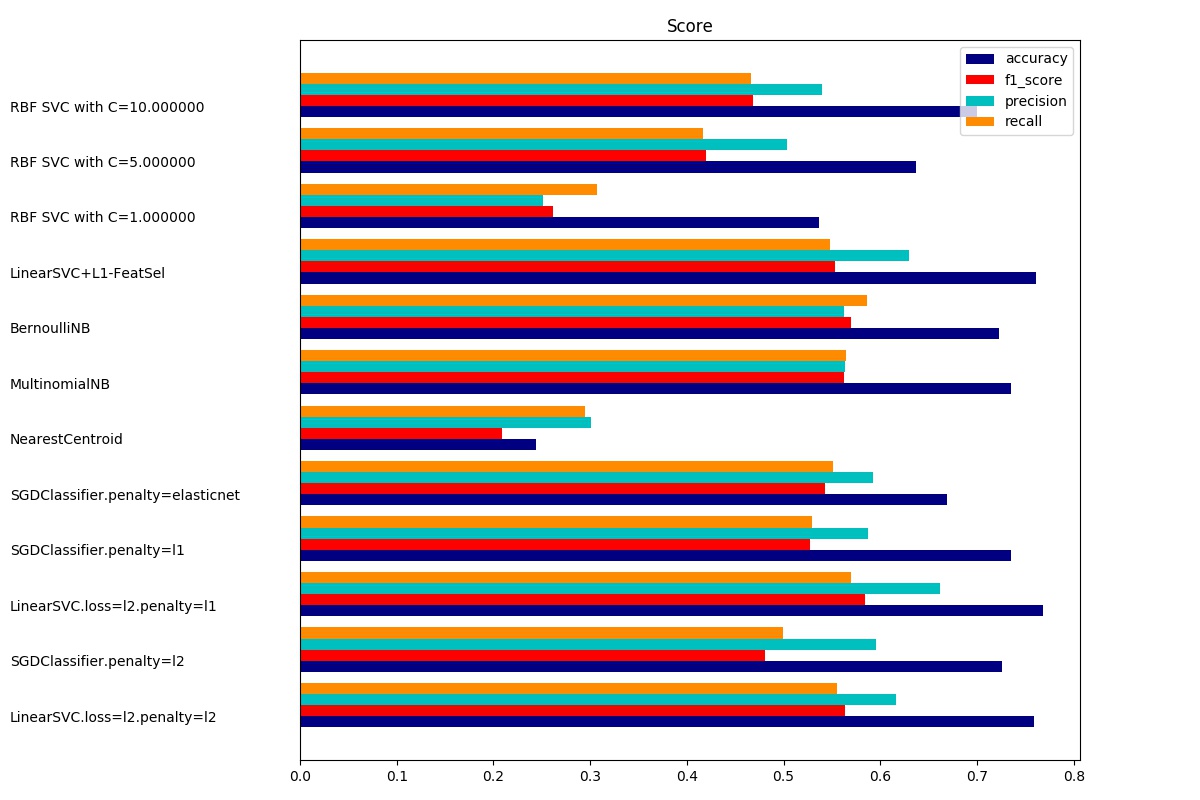 Score
accuracy
f1_score
precision
recall
RBF SVC with C=10.000000
RBF SVC with C=5.000000
RBF SVC with C=1.000000
LinearSVC+L1-FeatSel
BernoulliNB
MultinomialNB
NearestCentroid
SGDClassifier.penalty=elasticnet
SGDClassifier.penalty=l1
LinearSVC.loss=l2.penalty=l1
SGDClassifier.penalty=l2
LinearSVC.loss=l2.penalty=l2
0.0 0.1 0.2 0.3 0.4 0.5 0.6 0.7 0.8